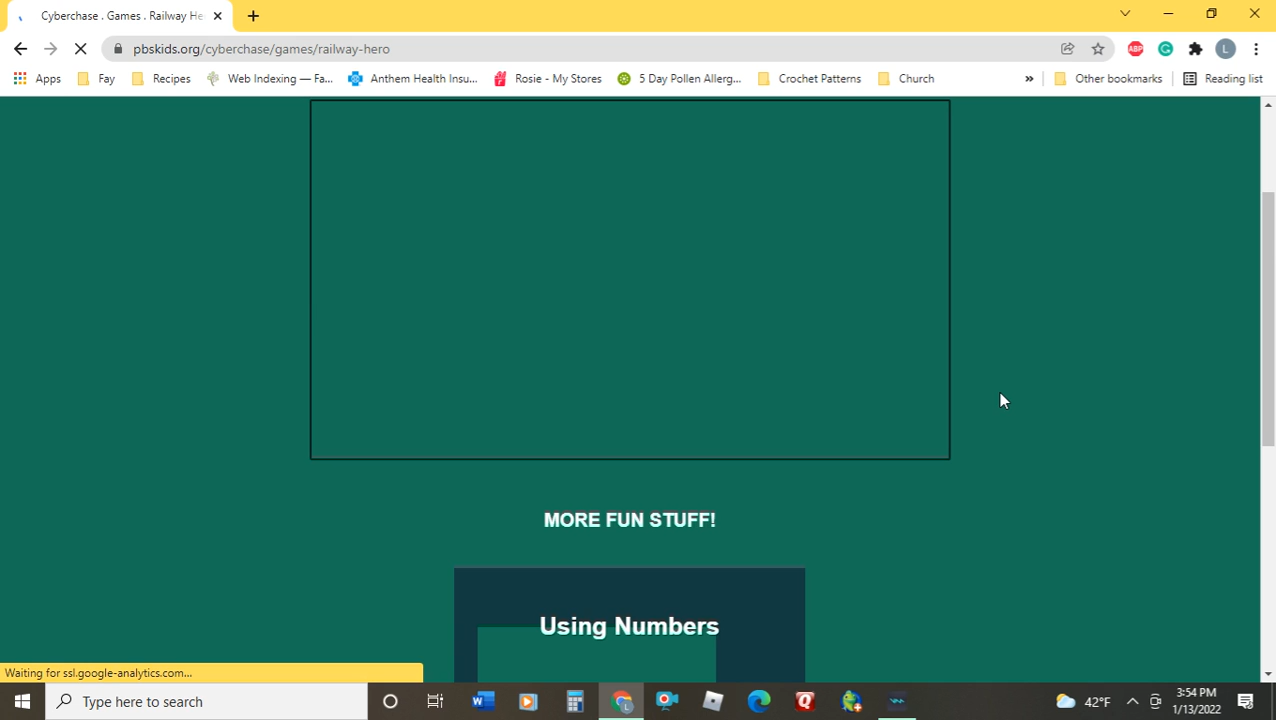 Cyberchase . Games . Railway He
pbskids.org/cyberchase/games/railway-hero
ABP
L
Apps Fay Recipes Web Indexing — Fa... Anthem Health Insu... Rosie - My Stores 5 Day Pollen Allerg... Crochet Patterns Church » Other bookmarks Reading list
MORE FUN STUFF!
Using Numbers
Waiting for ssl.google-analytics.com...
Type here to search
42°F
3:54 PM
1/13/2022